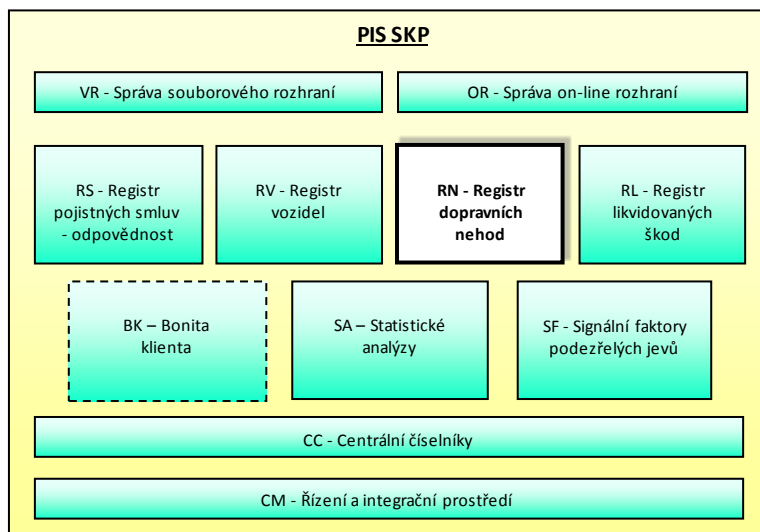 PIS SKP
VR - Správa souborového rozhraní
OR - Správa on-line rozhraní
RS - Registr
pojistných smluv
- odpovědnost
RV - Registr
vozidel
RN - Registr
dopravních
nehod
RL - Registr
likvidovaných
škod
BK – Bonita
klienta
SA – Statistické
analýzy
SF - Signální faktory
podezřelých jevů
CC - Centrální číselníky
CM - Řízení a integrační prostředí